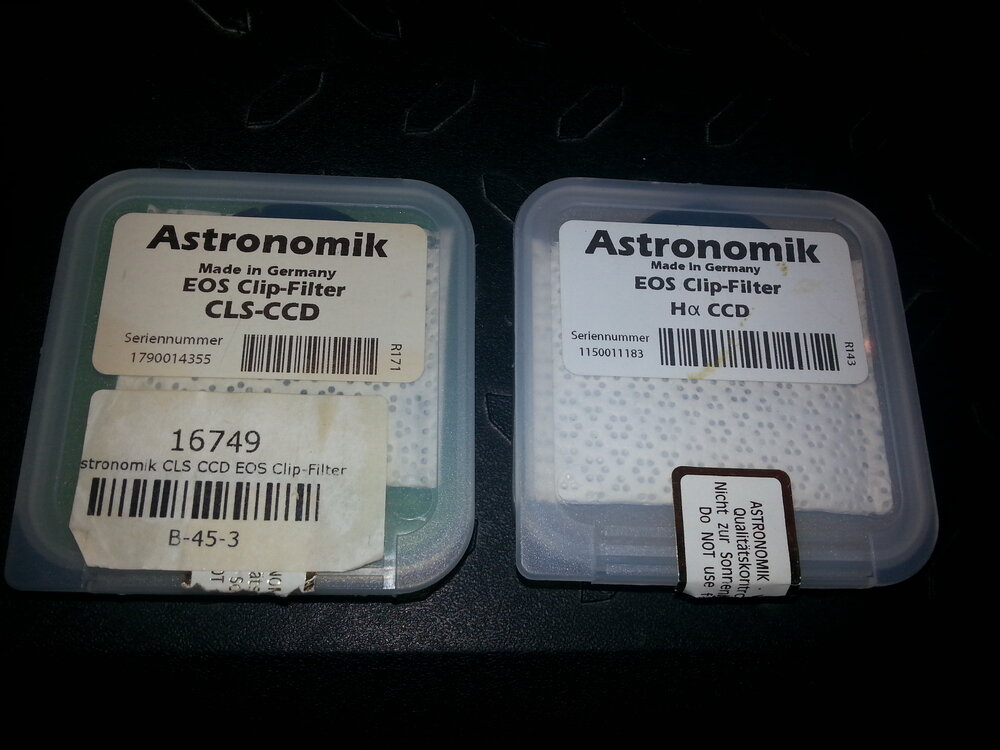 Astronomik
Made in Germany
EOS Clip-Filter
CLS-CCD
Seriennummer
1790014355
R171
16749
stronomik CLS CCD EOS Clip-Filter
B-45-3
Astronomik
Made in Germany
EOS Clip-Filter
Hα CCD
Seriennummer
1150011183
R143
ASTRONOMIK
Qualitätskontro
Nicht zur Sonnen
Do NOT use f